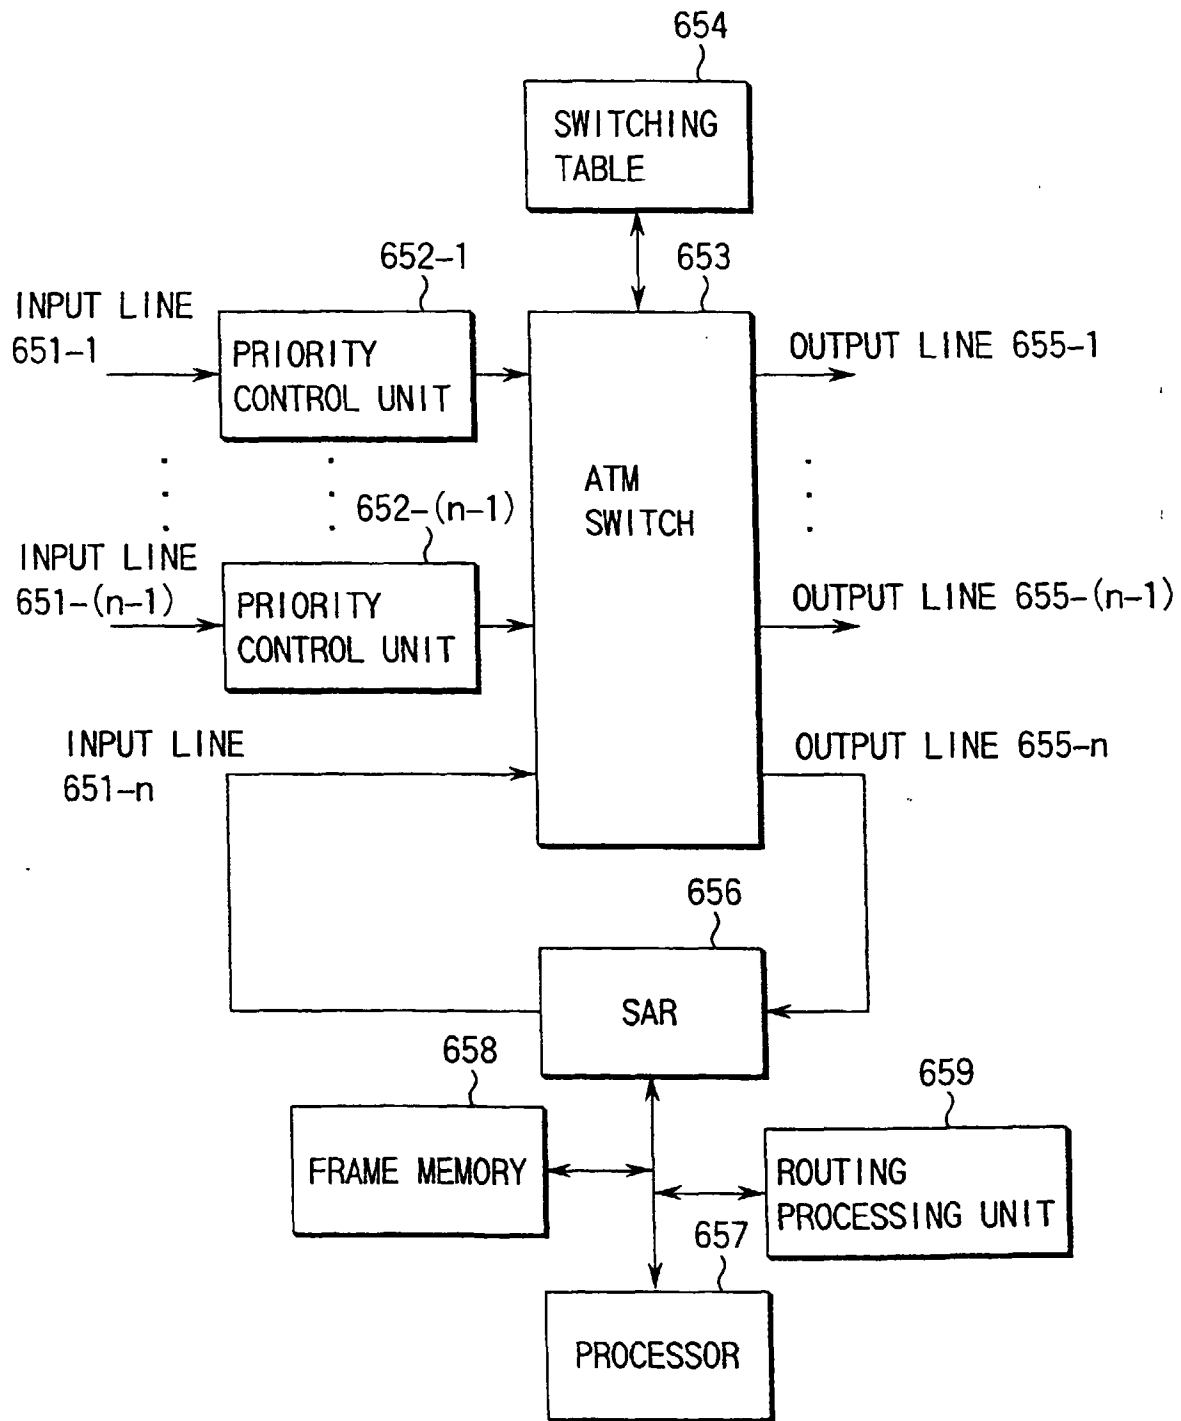 654
SWITCHING
TABLE
652-1
653
INPUT LINE
651-1
PRIORITY
CONTROL UNIT
OUTPUT LINE 655-1
ATM
SWITCH
652-(n-1)
INPUT LINE
651-(n-1)
PRIORITY
CONTROL UNIT
OUTPUT LINE 655-(n-1)
INPUT LINE
651-n
OUTPUT LINE 655-n
656
SAR
658
659
FRAME MEMORY
ROUTING
PROCESSING UNIT
657
PROCESSOR